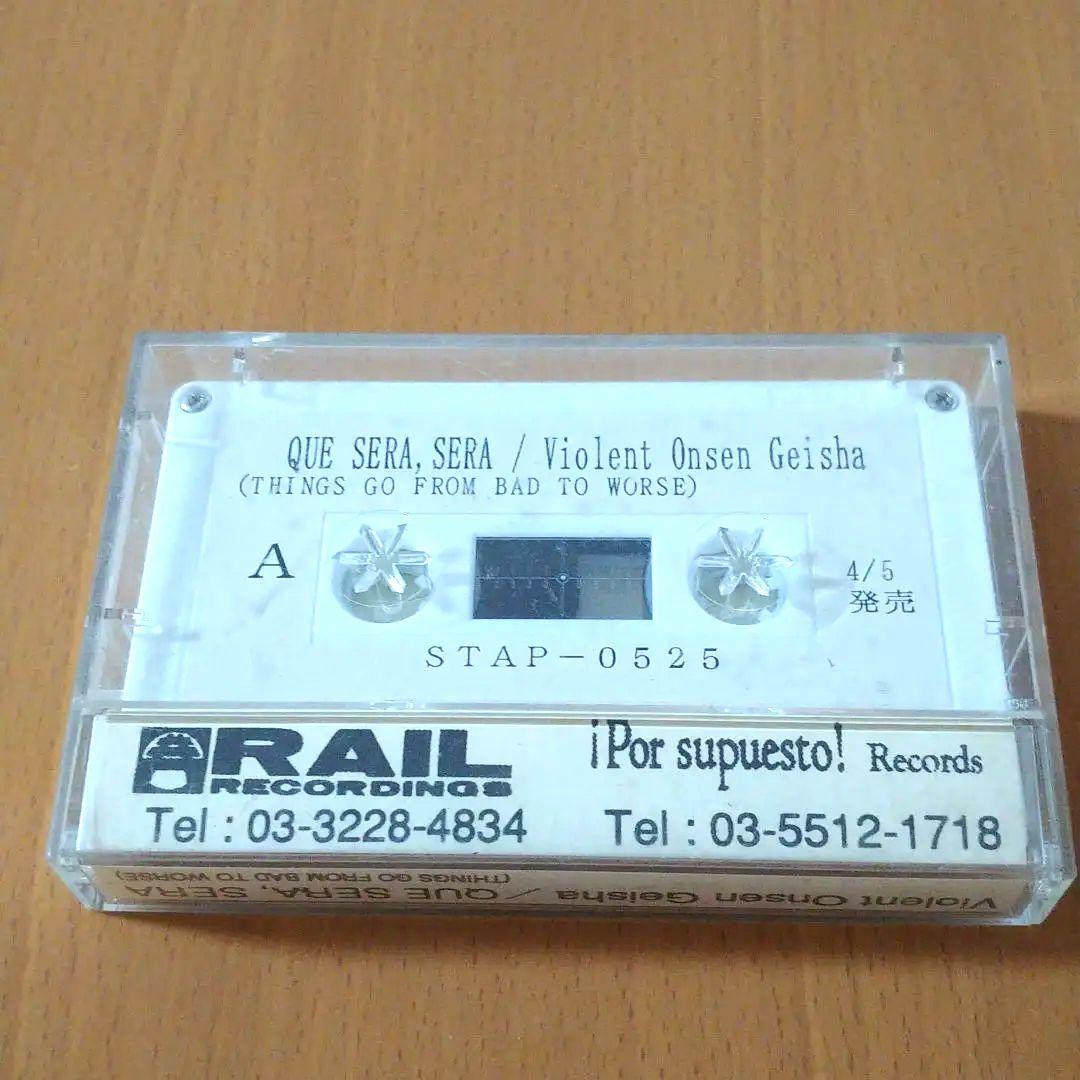 QUE SERA, SERA / Violent Onsen Geisha
(THINGS GO FROM BAD TO WORSE)
A
4/5
発売
STAP-0525
RAIL
RECORDINGS
Tel : 03-3228-4834
¡Por supuesto! Records
Tel : 03-5512-1718
Violent Onsen Geisha / QUE SERA, SERA
(THINGS GO FROM BAD TO WORSE)